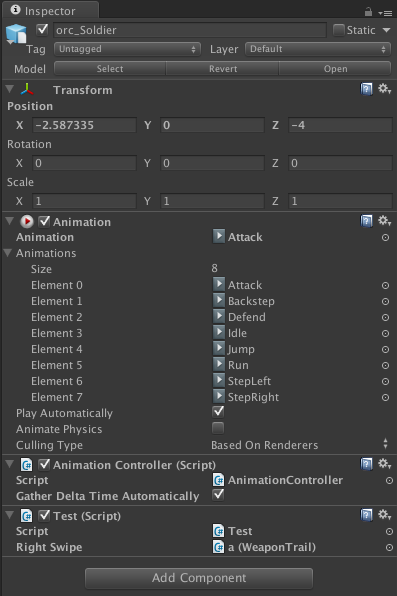 Inspector
orc_Soldier Static
Tag Untagged Layer Default
Model Select Revert Open
Transform
Position
X -2.587335 Y 0 Z -4
Rotation
X 0 Y 0 Z 0
Scale
X 1 Y 1 Z 1
Animation
Animation Attack
Animations
Size 8
Element 0 Attack
Element 1 Backstep
Element 2 Defend
Element 3 Idle
Element 4 Jump
Element 5 Run
Element 6 StepLeft
Element 7 StepRight
Play Automatically
Animate Physics
Culling Type Based On Renderers
Animation Controller (Script)
Script AnimationController
Gather Delta Time Automatically
Test (Script)
Script Test
Right Swipe a (WeaponTrail)
Add Component